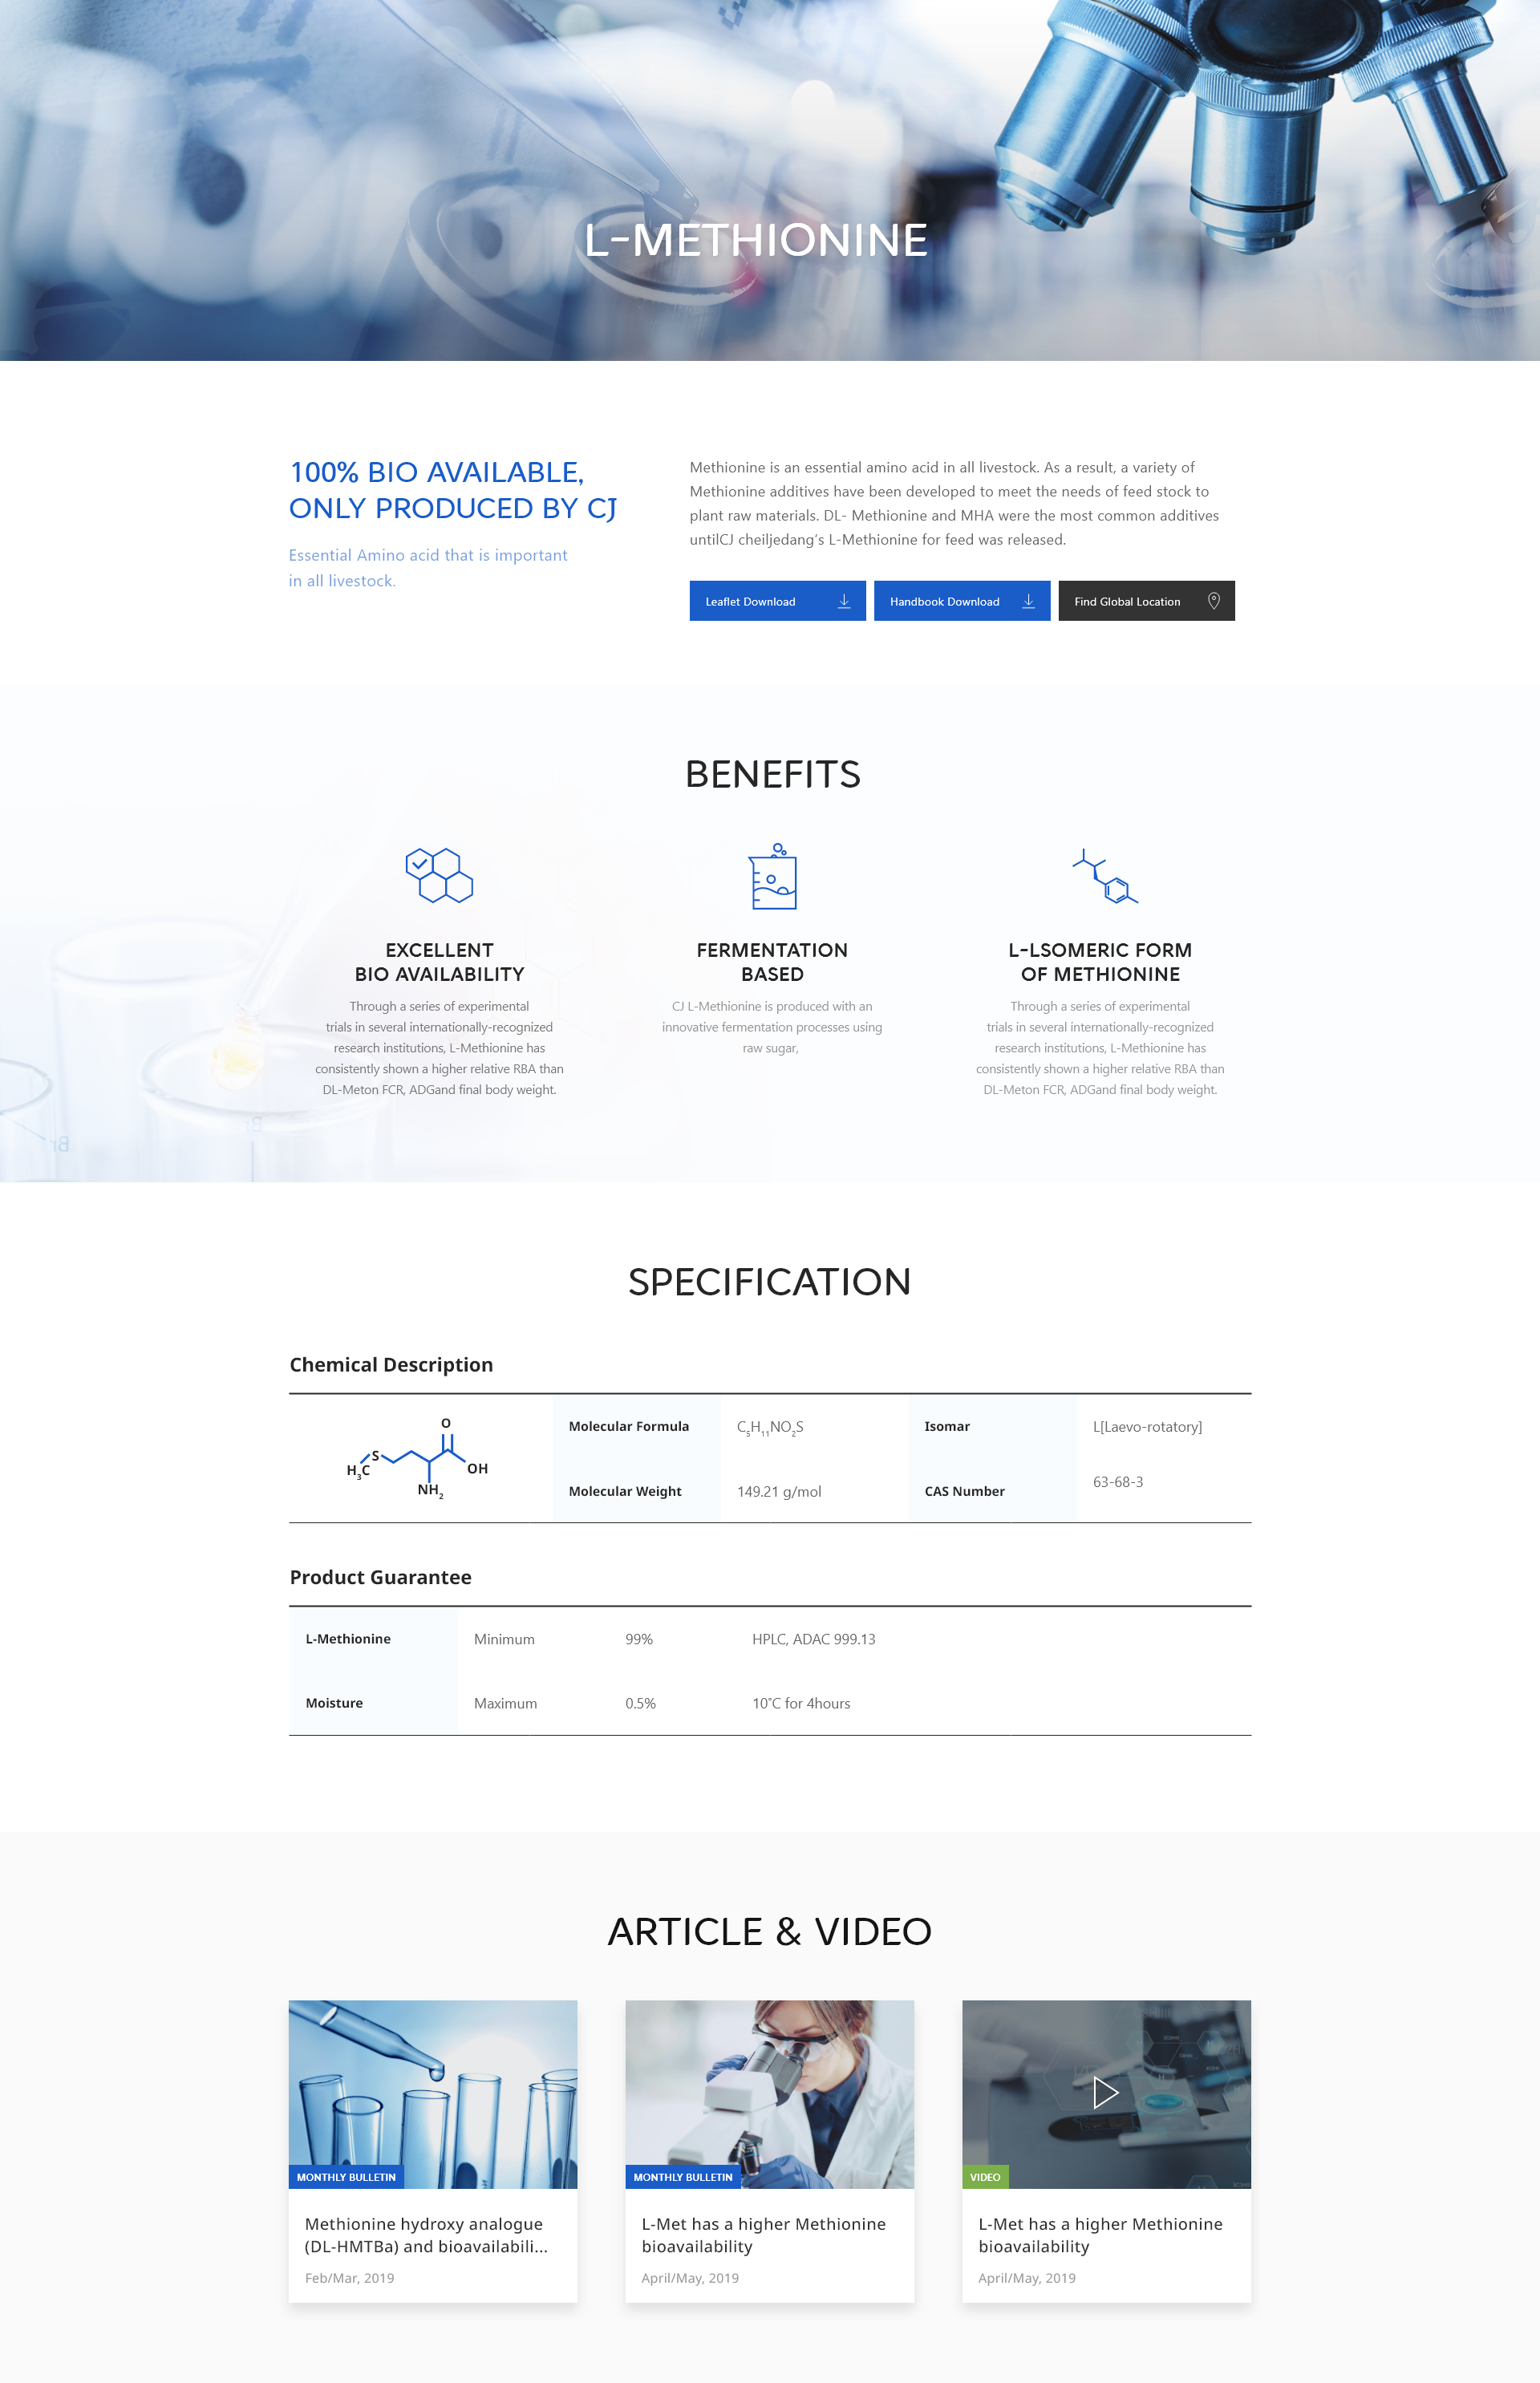 L-METHIONINE
100% BIO AVAILABLE,
ONLY PRODUCED BY CJ
Essential Amino acid that is important
in all livestock.
Methionine is an essential amino acid in all livestock. As a result, a variety of
Methionine additives have been developed to meet the needs of feed stock to
plant raw materials. DL- Methionine and MHA were the most common additives
untilCJ cheiljedang's L-Methionine for feed was released.
Leaflet Download
Handbook Download
Find Global Location
BENEFITS
EXCELLENT
BIO AVAILABILITY
Through a series of experimental
trials in several internationally-recognized
research institutions, L-Methionine has
consistently shown a higher relative RBA than
DL-Meton FCR, ADGand final body weight.
FERMENTATION
BASED
CJ L-Methionine is produced with an
innovative fermentation processes using
raw sugar,
L-LSOMERIC FORM
OF METHIONINE
Through a series of experimental
trials in several internationally-recognized
research institutions, L-Methionine has
consistently shown a higher relative RBA than
DL-Meton FCR, ADGand final body weight.
SPECIFICATION
Chemical Description
O
S
H₃C
OH
NH₂
Molecular Formula
C₅H₁₁NO₂S
Isomar
L[Laevo-rotatory]
Molecular Weight
149.21 g/mol
CAS Number
63-68-3
Product Guarantee
L-Methionine
Minimum
99%
HPLC, ADAC 999.13
Moisture
Maximum
0.5%
10°C for 4hours
ARTICLE & VIDEO
MONTHLY BULLETIN
Methionine hydroxy analogue
(DL-HMTBa) and bioavailabili...
Feb/Mar, 2019
MONTHLY BULLETIN
L-Met has a higher Methionine
bioavailability
April/May, 2019
VIDEO
L-Met has a higher Methionine
bioavailability
April/May, 2019